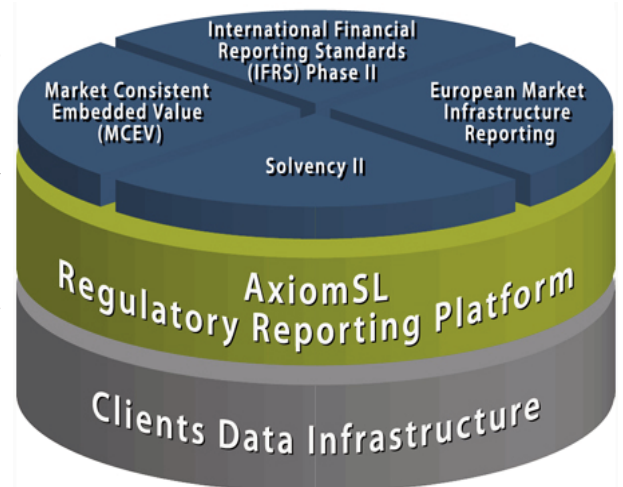 International Financial
Reporting Standards
(IFRS) Phase II
Market Consistent
Embedded Value
(MCEV)
European Market
Infrastructure
Reporting
Solvency II
AxiomSL
Regulatory Reporting Platform
Clients Data Infrastructure